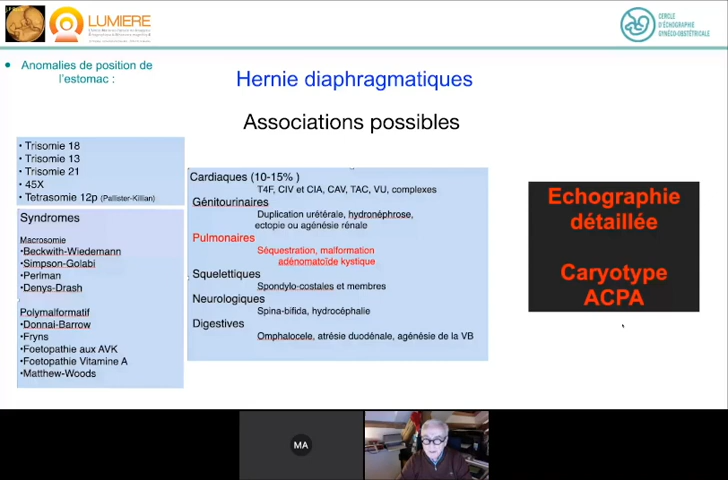 LUMIERE
CERCLE
D'ÉCHOGRAPHIE
GYNÉCO-OBSTÉTRICALE
• Anomalies de position de
l'estomac :
Hernie diaphragmatiques
Associations possibles
• Trisomie 18
• Trisomie 13
• Trisomie 21
• 45X
• Tetrasomie 12p (Pallister-Killian)
Syndromes
Macrosomie
•Beckwith-Wiedemann
•Simpson-Golabi
•Perlman
•Denys-Drash
Polymalformatif
•Donnai-Barrow
•Fryns
•Foetopathie aux AVK
•Foetopathie Vitamine A
•Matthew-Woods
Cardiaques (10-15% )
T4F, CIV et CIA, CAV, TAC, VU, complexes
Génitourinaires
Duplication urétérale, hydronéphrose,
ectopie ou agénésie rénale
Pulmonaires
Séquestration, malformation
adénomatoïde kystique
Squelettiques
Spondylo-costales et membres
Neurologiques
Spina-bifida, hydrocéphalie
Digestives
Omphalocele, atrésie duodénale, agénésie de la VB
Echographie
détaillée
Caryotype
ACPA
MA